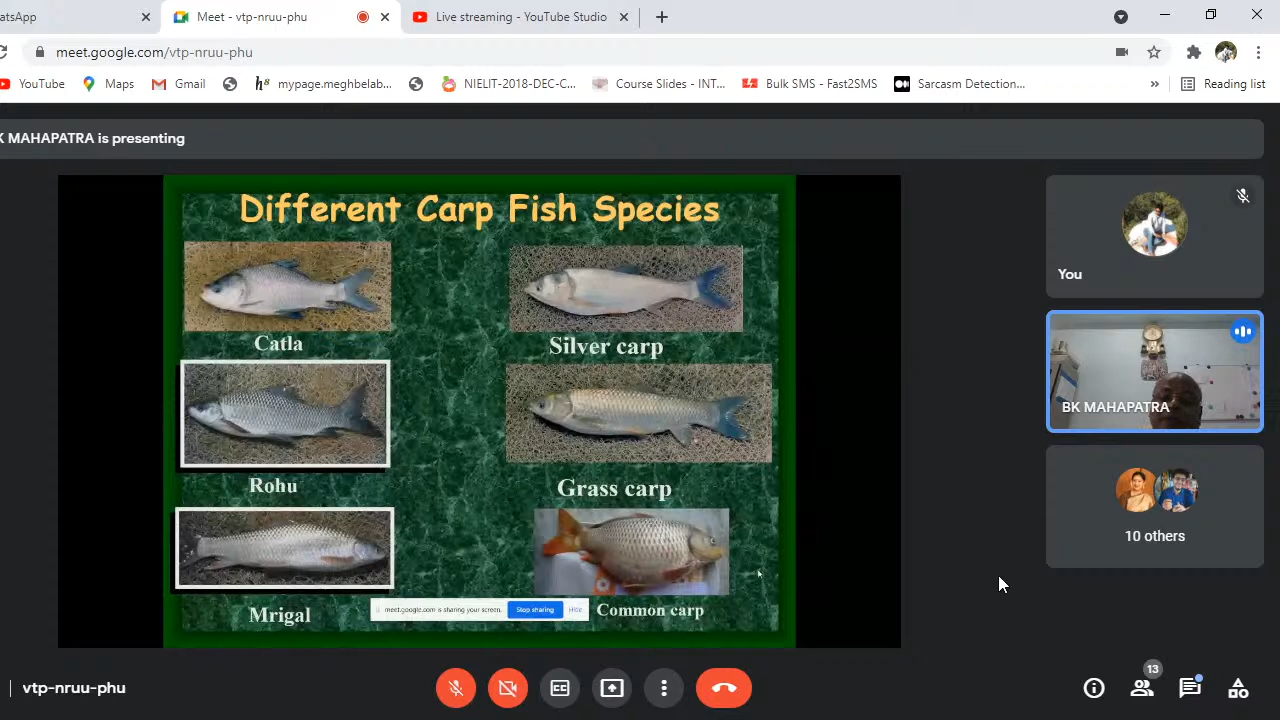 atsApp
Meet - vtp-nruu-phu
Live streaming - YouTube Studio
meet.google.com/vtp-nruu-phu
YouTube
Maps
Gmail
mypage.meghbelab...
NIELIT-2018-DEC-C...
Course Slides - INT...
Bulk SMS - Fast2SMS
Sarcasm Detection...
»
Reading list
K MAHAPATRA is presenting
Different Carp Fish Species
Catla
Silver carp
Rohu
Grass carp
Mrigal
Common carp
meet.google.com is sharing your screen.
Stop sharing
Hide
You
BK MAHAPATRA
10 others
vtp-nruu-phu
13